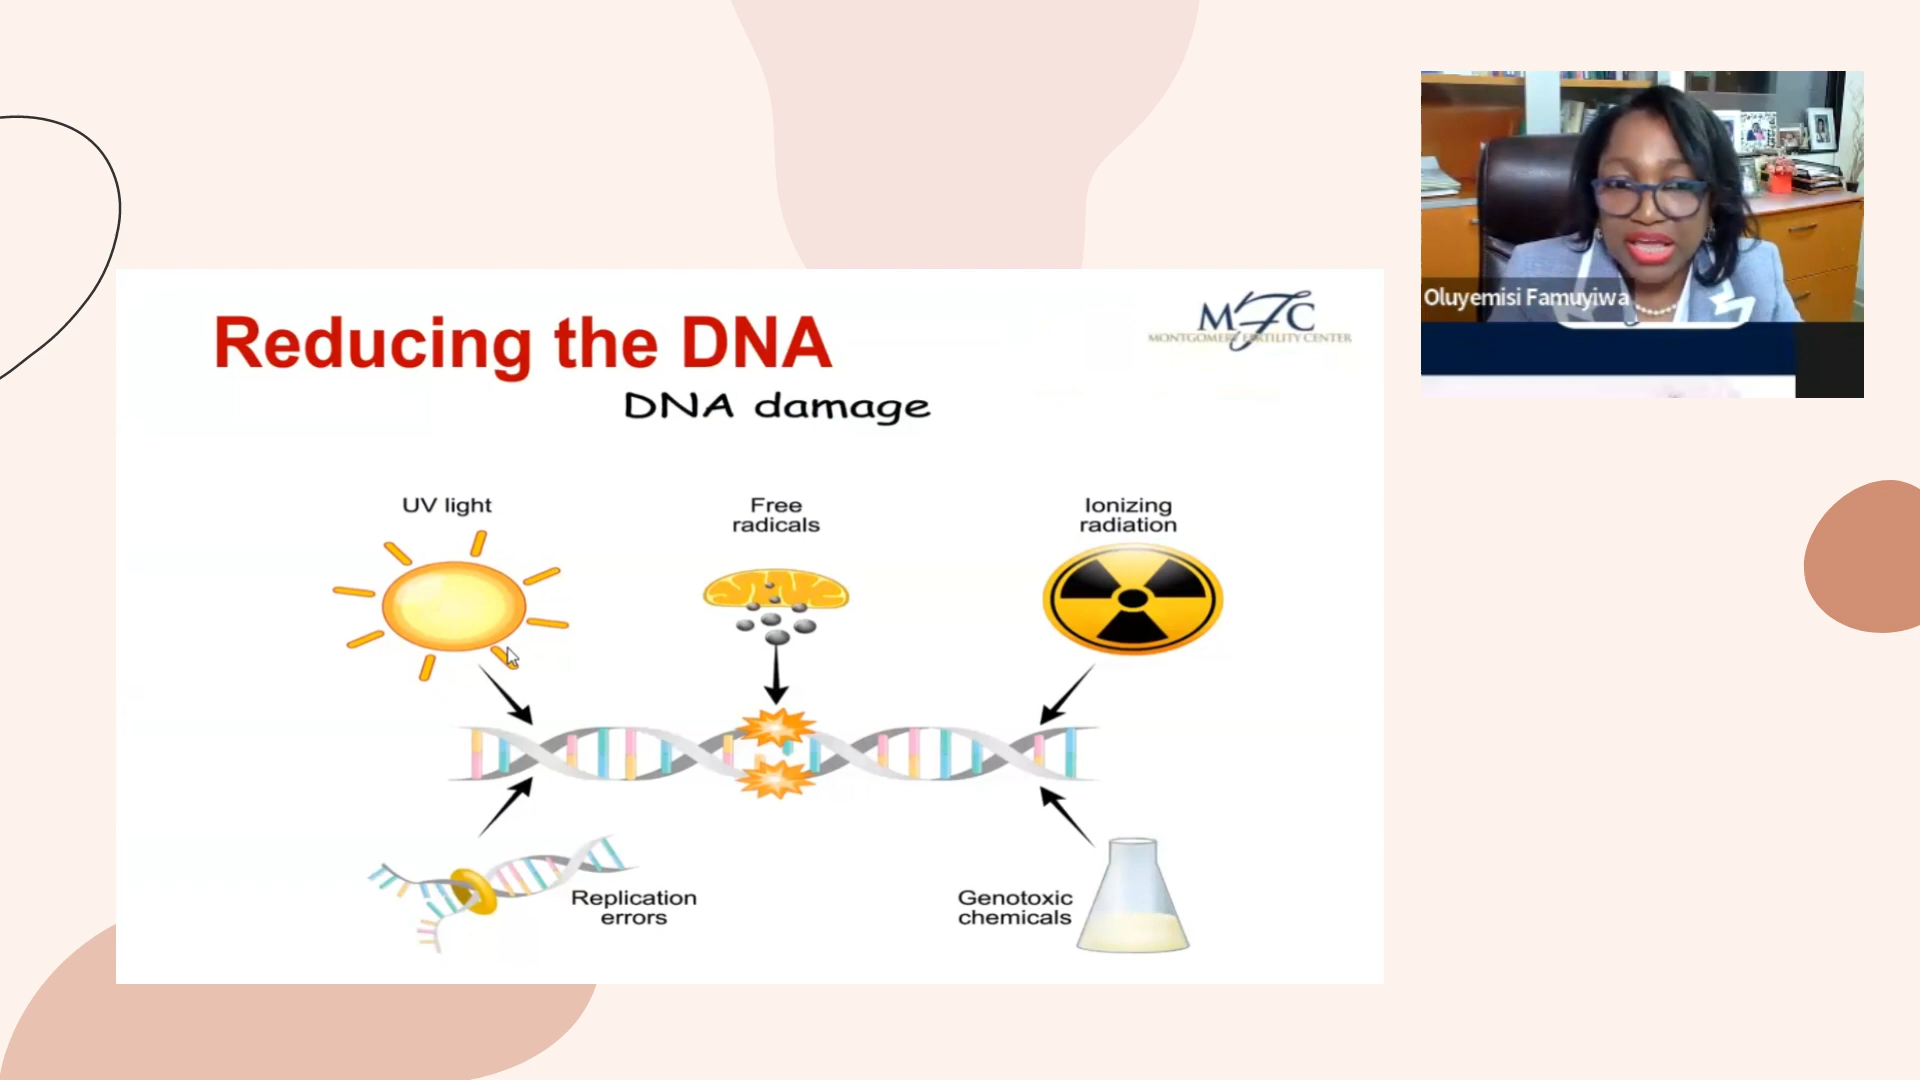 Reducing the DNA
DNA damage
MFC
MONTGOMERY FERTILITY CENTER
UV light
Free
radicals
Ionizing
radiation
Replication
errors
Genotoxic
chemicals
Oluyemisi Famuyiwa